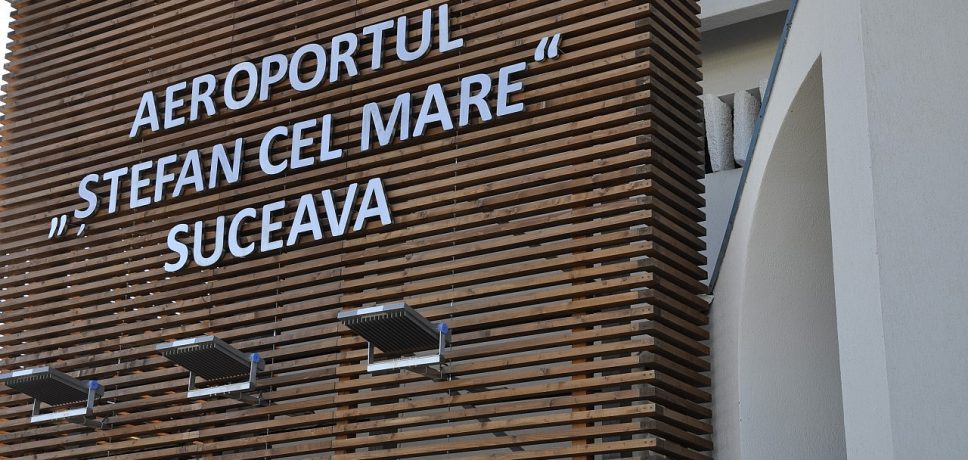 AEROPORTUL
„ȘTEFAN CEL MARE“
SUCEAVA